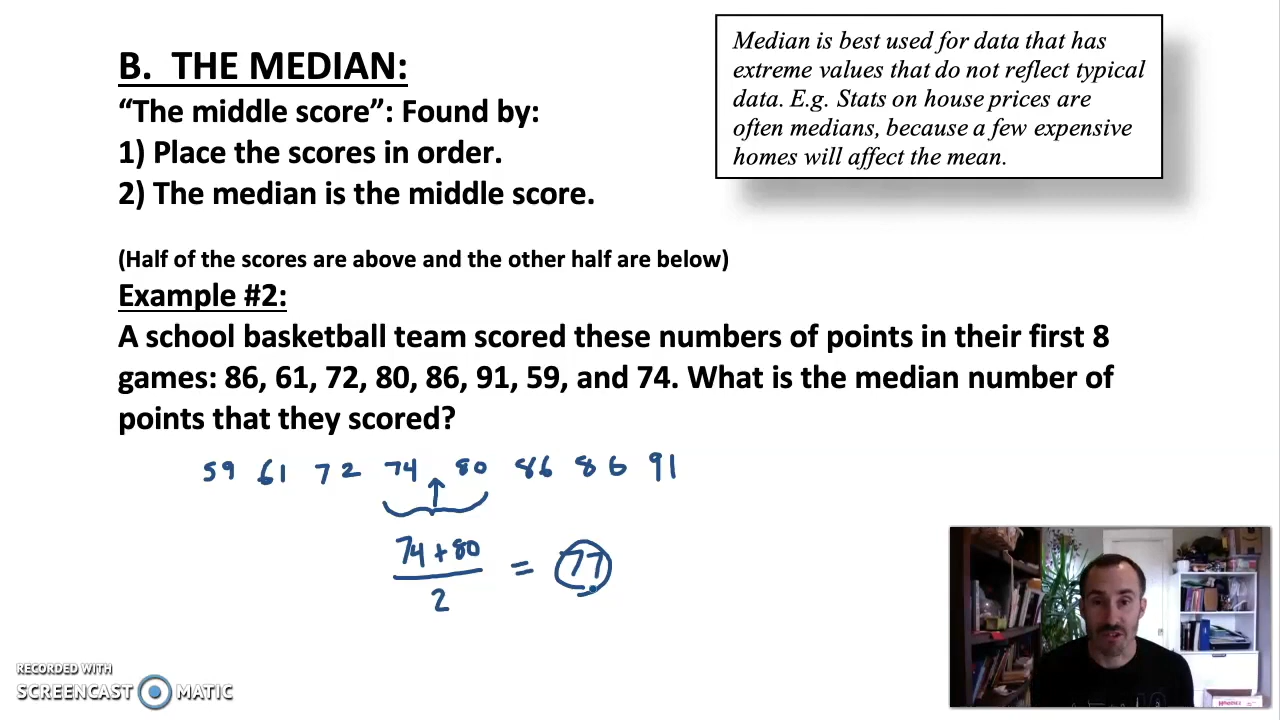 B. THE MEDIAN:
“The middle score”: Found by:
1) Place the scores in order.
2) The median is the middle score.
Median is best used for data that has
extreme values that do not reflect typical
data. E.g. Stats on house prices are
often medians, because a few expensive
homes will affect the mean.
(Half of the scores are above and the other half are below)
Example #2:
A school basketball team scored these numbers of points in their first 8
games: 86, 61, 72, 80, 86, 91, 59, and 74. What is the median number of
points that they scored?
59 61 72 74 80 86 86 91
74+80
2
= 77
RECORDED WITH
SCREENCAST MATIC